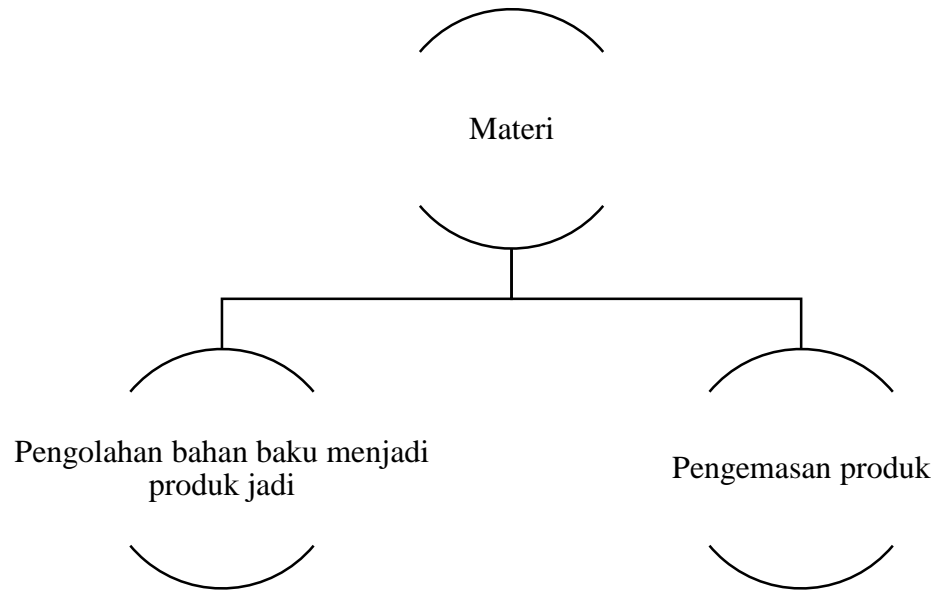 Materi
Pengolahan bahan baku menjadi
produk jadi
Pengemasan produk